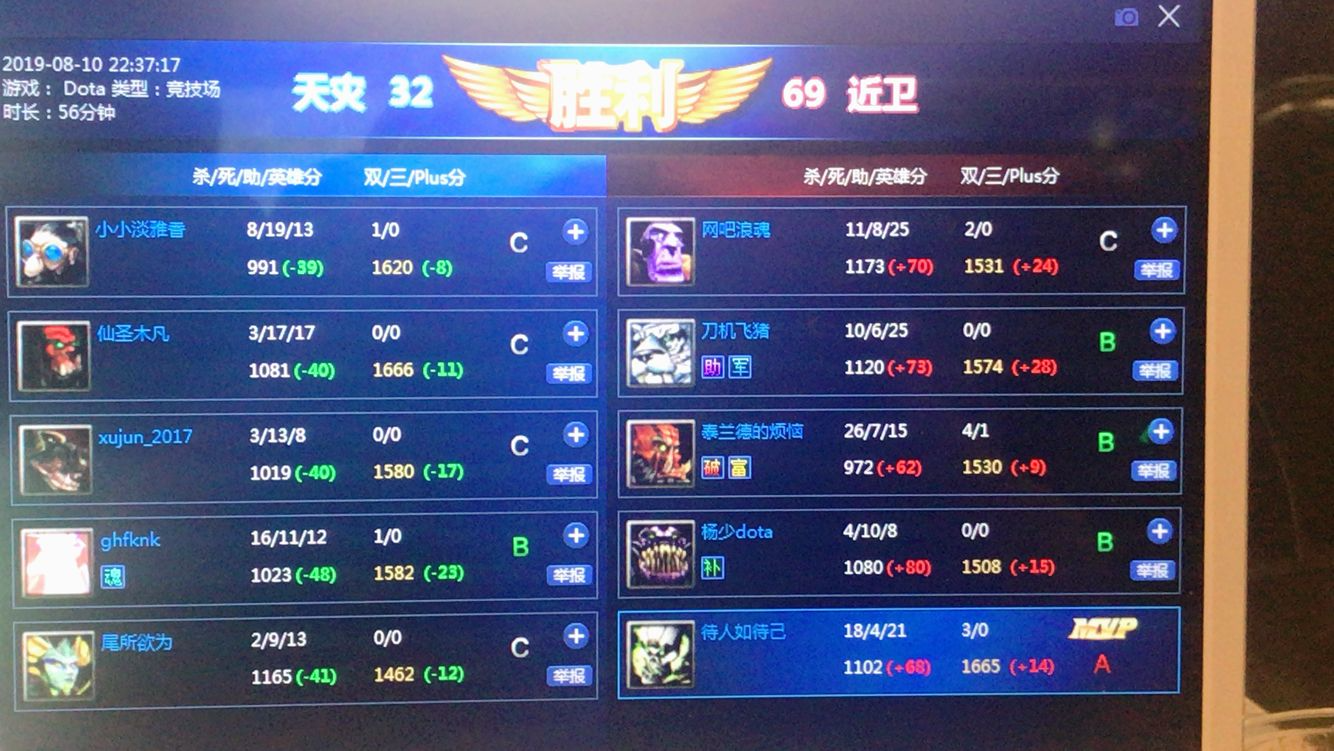 2019-08-10 22:37:17
游戏： Dota 类型：竞技场
时长：56分钟
天灾 32 胜利 69 近卫
杀/死/助/英雄分 双/三/Plus分
小小淡雅香 8/19/13 1/0 C
991 (-39) 1620 (-8) 举报
仙圣木凡 3/17/17 0/0 C
1081 (-40) 1666 (-11) 举报
xujun_2017 3/13/8 0/0 C
1019 (-40) 1580 (-17) 举报
ghfknk 16/11/12 1/0 B
魂 1023 (-48) 1582 (-23) 举报
尾所欲为 2/9/13 0/0 C
1165 (-41) 1462 (-12) 举报
杀/死/助/英雄分 双/三/Plus分
网吧浪魂 11/8/25 2/0 C
1173 (+70) 1531 (+24) 举报
刀机飞猪 10/6/25 0/0 B
助 军 1120 (+73) 1574 (+28) 举报
泰兰德的烦恼 26/7/15 4/1 B
破 富 972 (+62) 1530 (+9) 举报
杨少dota 4/10/8 0/0 B
补 1080 (+80) 1508 (+15) 举报
待人如待己 18/4/21 3/0 MVP
1102 (+68) 1665 (+14) A